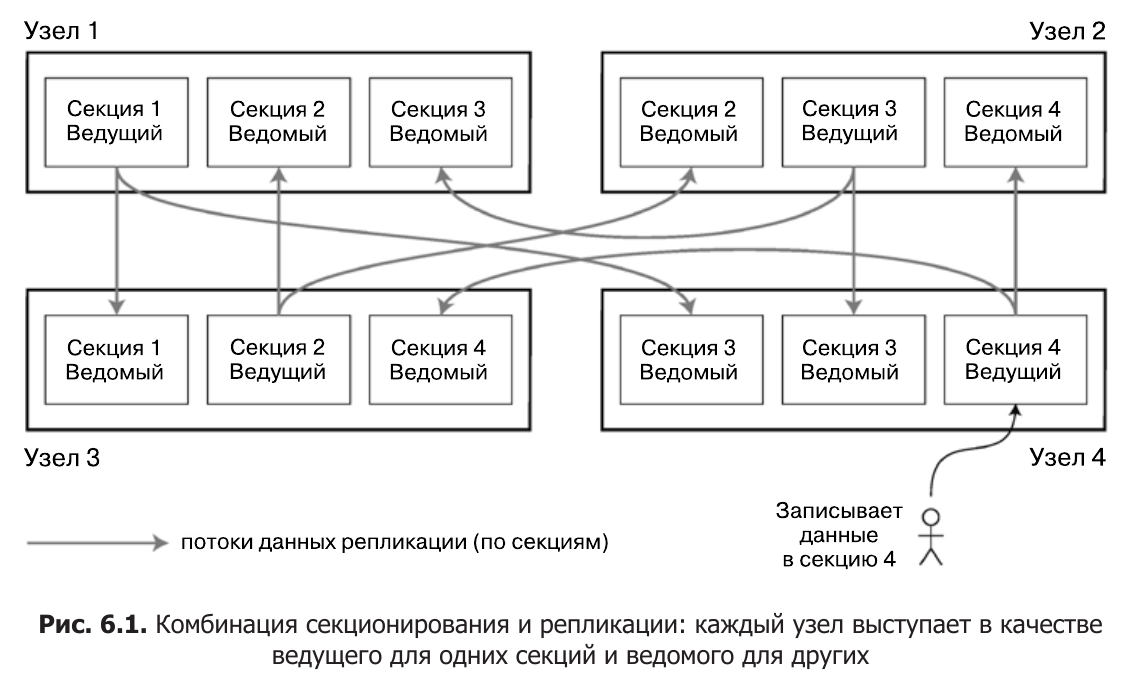 Узел 1
Узел 2
Секция 1
Ведущий
Секция 2
Ведомый
Секция 3
Ведомый
Секция 2
Ведомый
Секция 3
Ведущий
Секция 4
Ведомый
Секция 1
Ведомый
Секция 2
Ведущий
Секция 4
Ведомый
Секция 3
Ведомый
Секция 3
Ведомый
Секция 4
Ведущий
Узел 3
Узел 4
Записывает
данные
в секцию 4
потоки данных репликации (по секциям)
Рис. 6.1. Комбинация секционирования и репликации: каждый узел выступает в качестве
ведущего для одних секций и ведомого для других